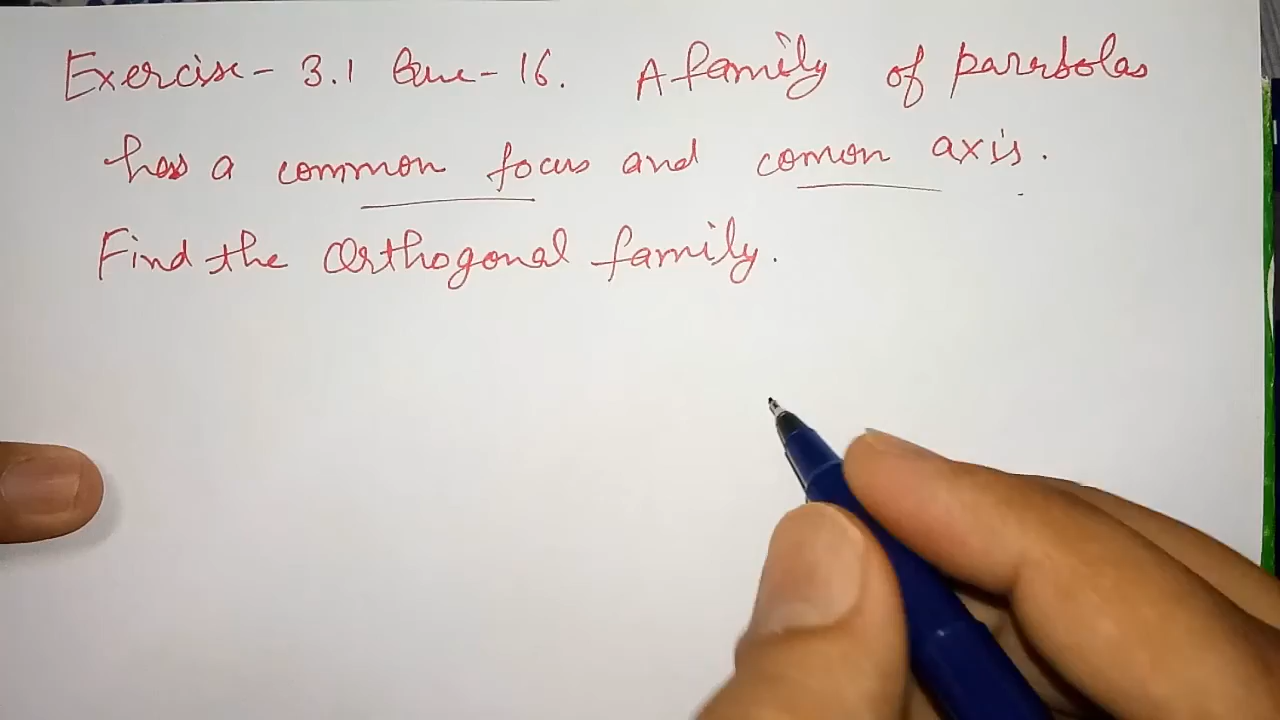 Exercise- 3.1 Que-16. A family of parabolas
has a common focus and comon axis.
Find the Orthogonal family.